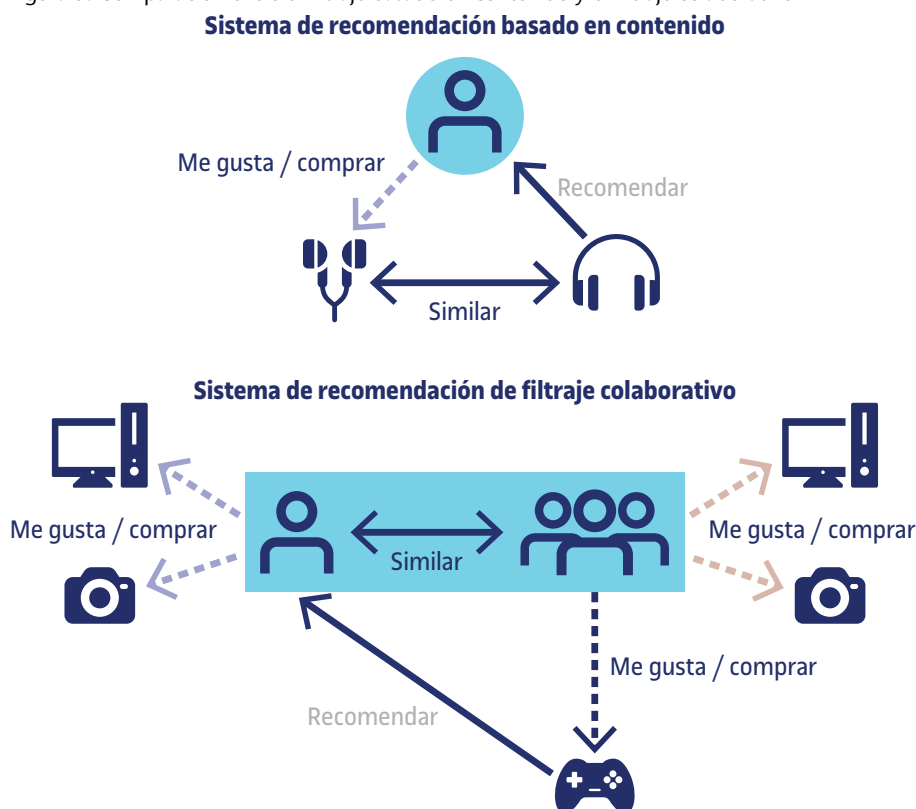 Sistema de recomendación basado en contenido
Me gusta / comprar
Recomendar
Similar
Sistema de recomendación de filtraje colaborativo
Me gusta / comprar
Me gusta / comprar
Similar
Me gusta / comprar
Recomendar